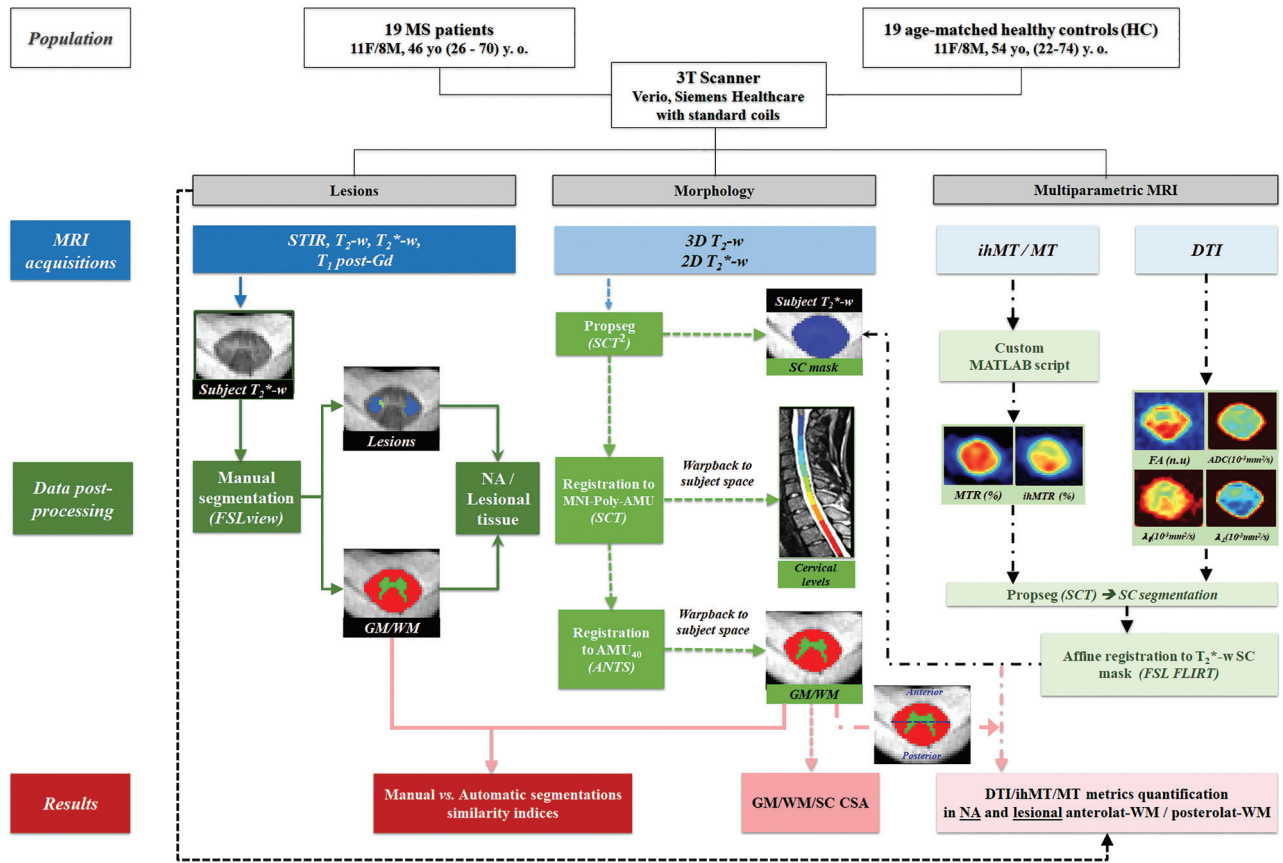 Population
19 MS patients
11F/8M, 46 yo (26 - 70) y. o.
19 age-matched healthy controls (HC)
11F/8M, 54 yo, (22-74) y. o.
3T Scanner
Verio, Siemens Healthcare
with standard coils
Lesions
Morphology
Multiparametric MRI
MRI
acquisitions
STIR, T2-w, T2*-w,
T1 post-Gd
3D T2-w
2D T2*-w
ihMT / MT
DTI
Subject T2*-w
Propseg
(SCT²)
Subject T2*-w
SC mask
Custom
MATLAB script
Lesions
FA (n.u)
ADC(10⁻³mm²/s)
MTR (%)
ihMTR (%)
λ∥(10⁻³mm²/s)
λ⊥(10⁻³mm²/s)
Data post-
processing
Manual
segmentation
(FSLview)
NA /
Lesional
tissue
Registration to
MNI-Poly-AMU
(SCT)
Warpback to
subject space
Cervical
levels
GM/WM
Propseg (SCT) → SC segmentation
Registration
to AMU40
(ANTS)
Warpback to
subject space
GM/WM
Affine registration to T2*-w SC
mask (FSL FLIRT)
Anterior
Posterior
Results
Manual vs. Automatic segmentations
similarity indices
GM/WM/SC CSA
DTI/ihMT/MT metrics quantification
in NA and lesional anterolat-WM / posterolat-WM